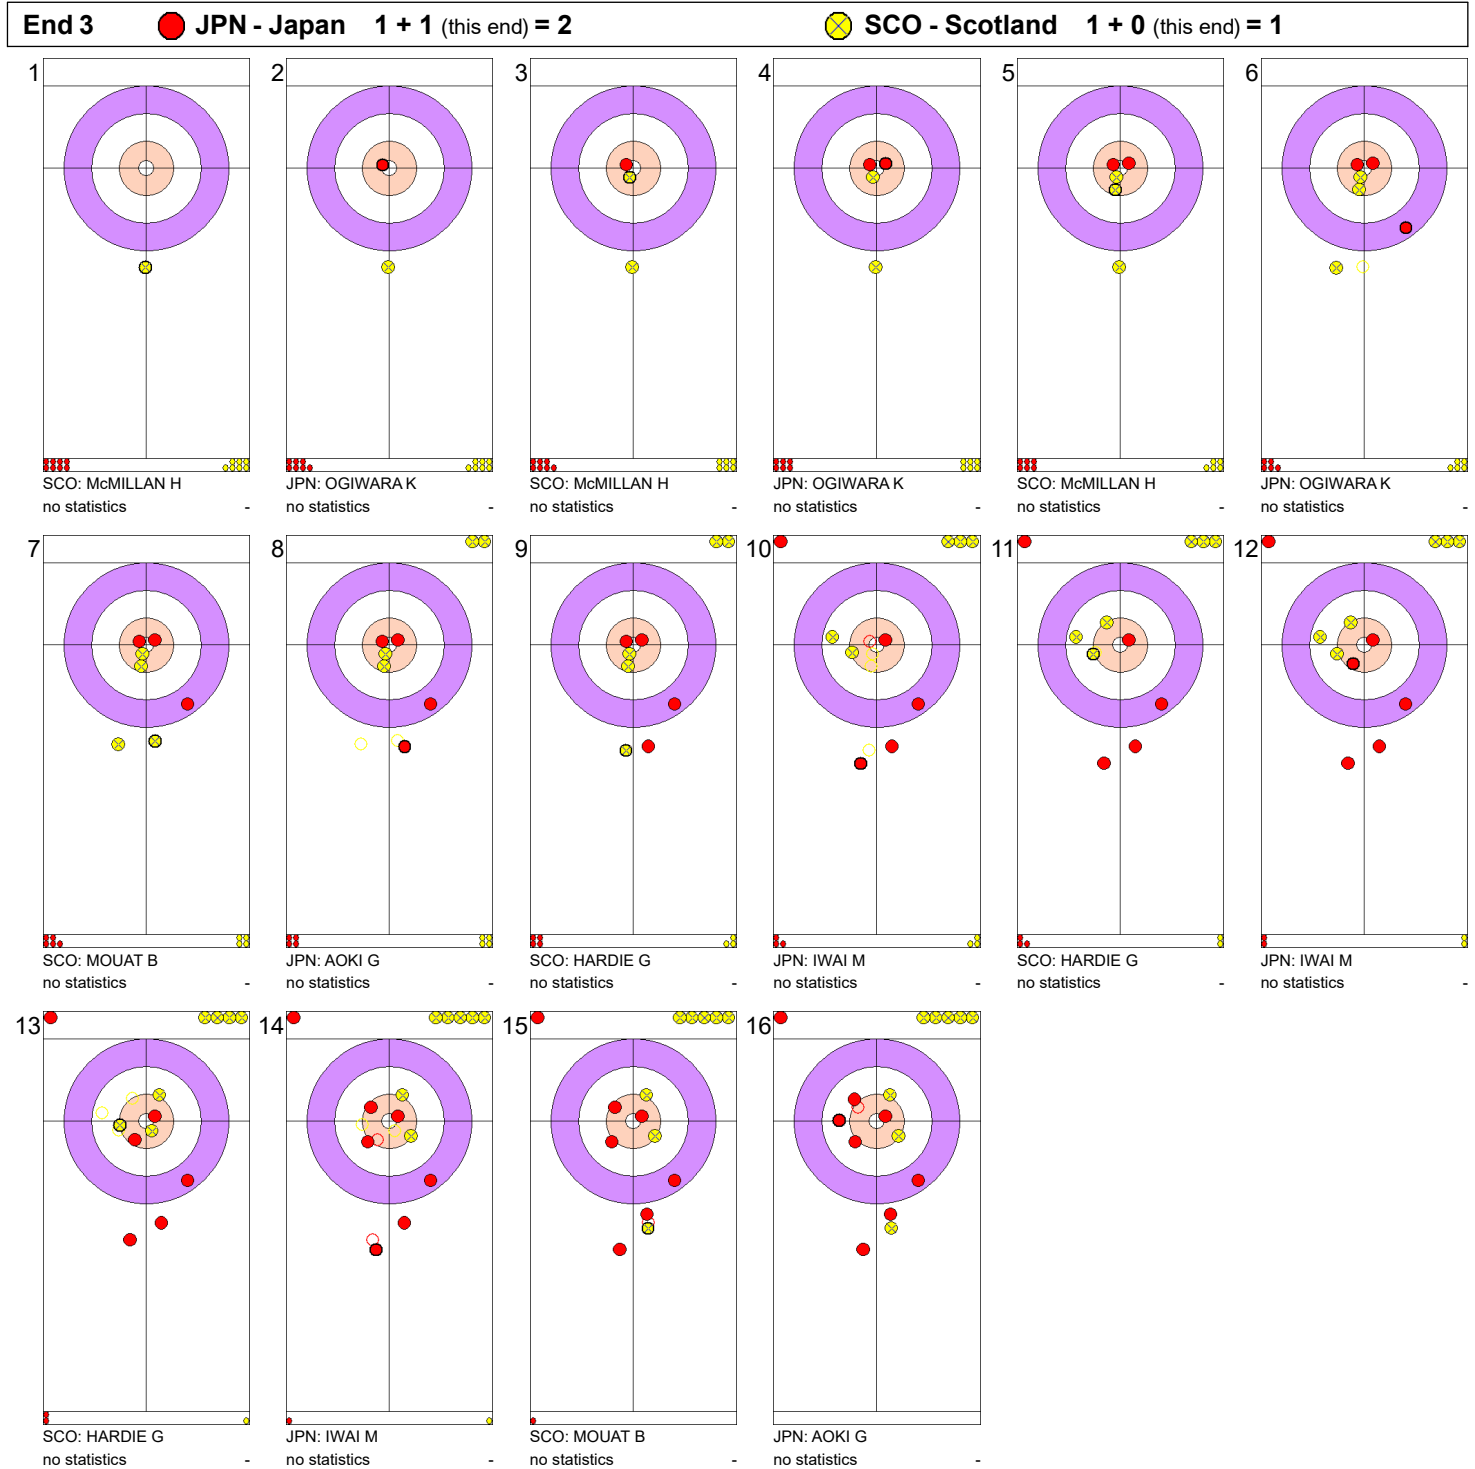 End 3 JPN - Japan 1 + 1 (this end) = 2 SCO - Scotland 1 + 0 (this end) = 1
1 2 3 4 5 6
SCO: McMILLAN H JPN: OGIWARA K SCO: McMILLAN H JPN: OGIWARA K SCO: McMILLAN H JPN: OGIWARA K
no statistics - no statistics - no statistics - no statistics - no statistics - no statistics -
7 8 9 10 11 12
SCO: MOUAT B JPN: AOKI G SCO: HARDIE G JPN: IWAI M SCO: HARDIE G JPN: IWAI M
no statistics - no statistics - no statistics - no statistics - no statistics - no statistics -
13 14 15 16
SCO: HARDIE G JPN: IWAI M SCO: MOUAT B JPN: AOKI G
no statistics - no statistics - no statistics - no statistics -